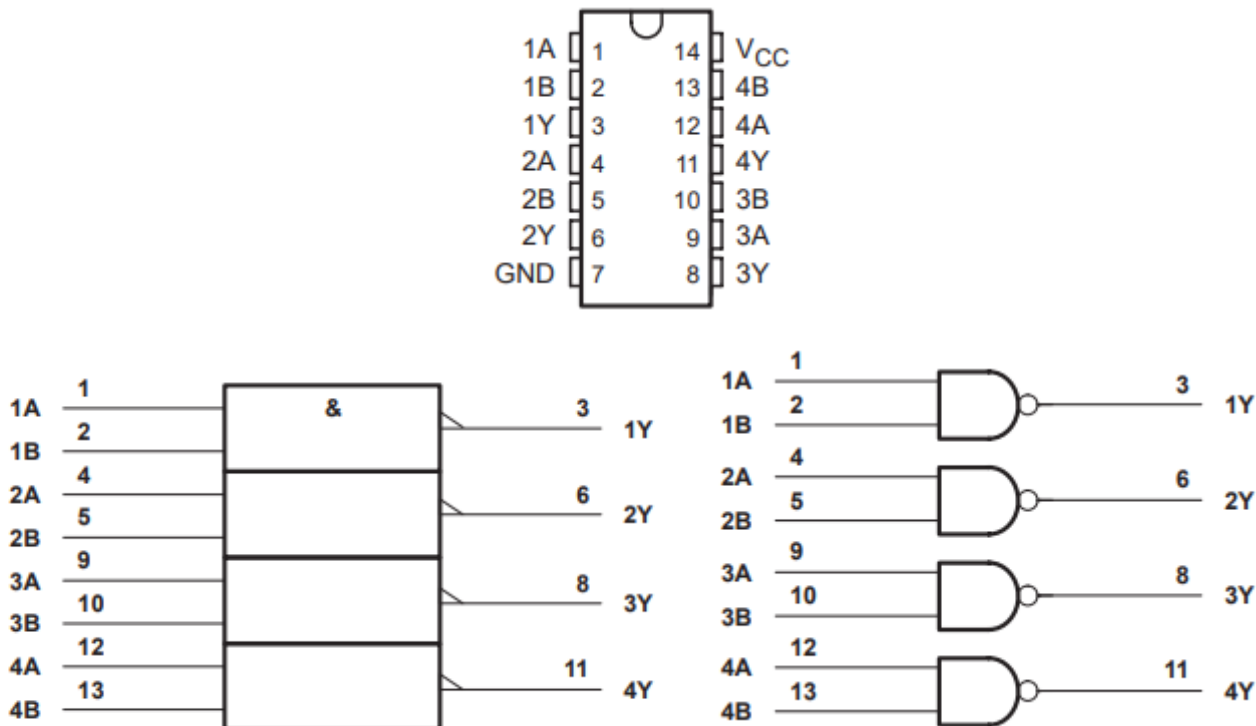 1A 1 14 VCC
1B 2 13 4B
1Y 3 12 4A
2A 4 11 4Y
2B 5 10 3B
2Y 6 9 3A
GND 7 8 3Y
1
1A
&
3
1Y
2
1B
4
2A
6
2Y
5
2B
9
3A
8
3Y
10
3B
12
4A
11
4Y
13
4B
1
1A
3
1Y
2
1B
4
2A
6
2Y
5
2B
9
3A
8
3Y
10
3B
12
4A
11
4Y
13
4B